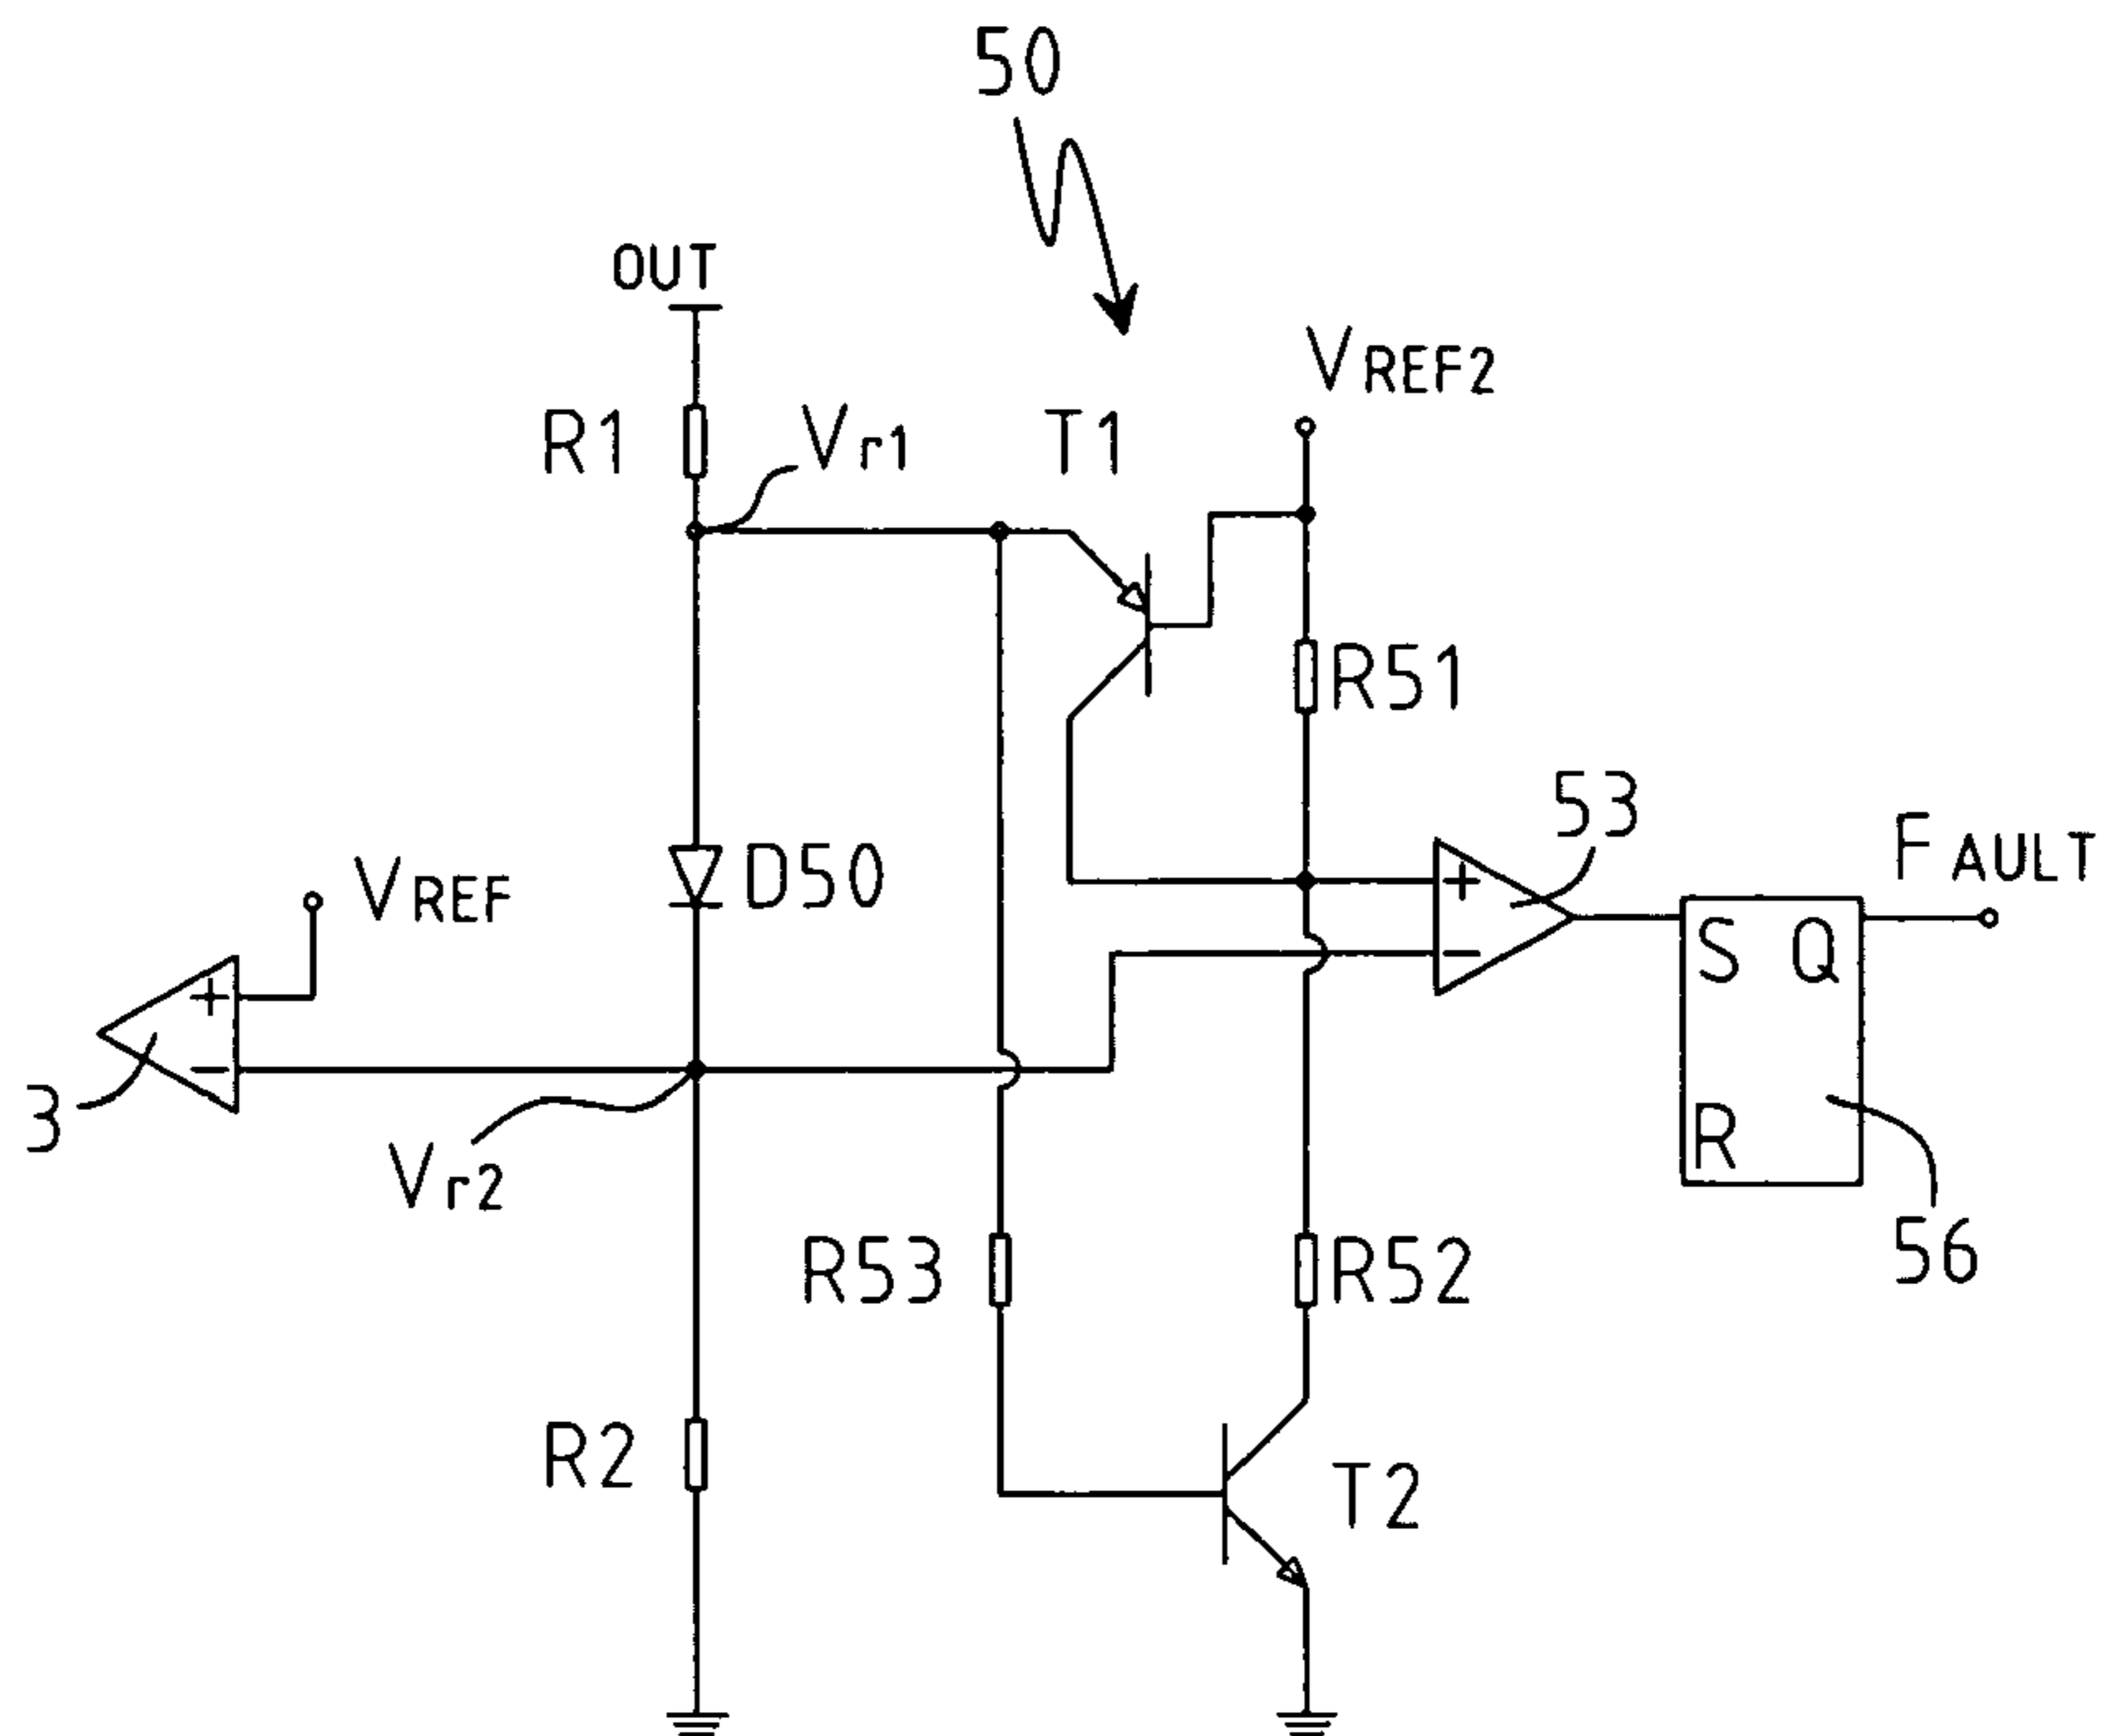 50
OUT
VREF2
R1
Vr1
T1
R51
53
FAULT
VREF
D50
+
−
S Q
+
−
3
R
Vr2
R53
R52
56
R2
T2